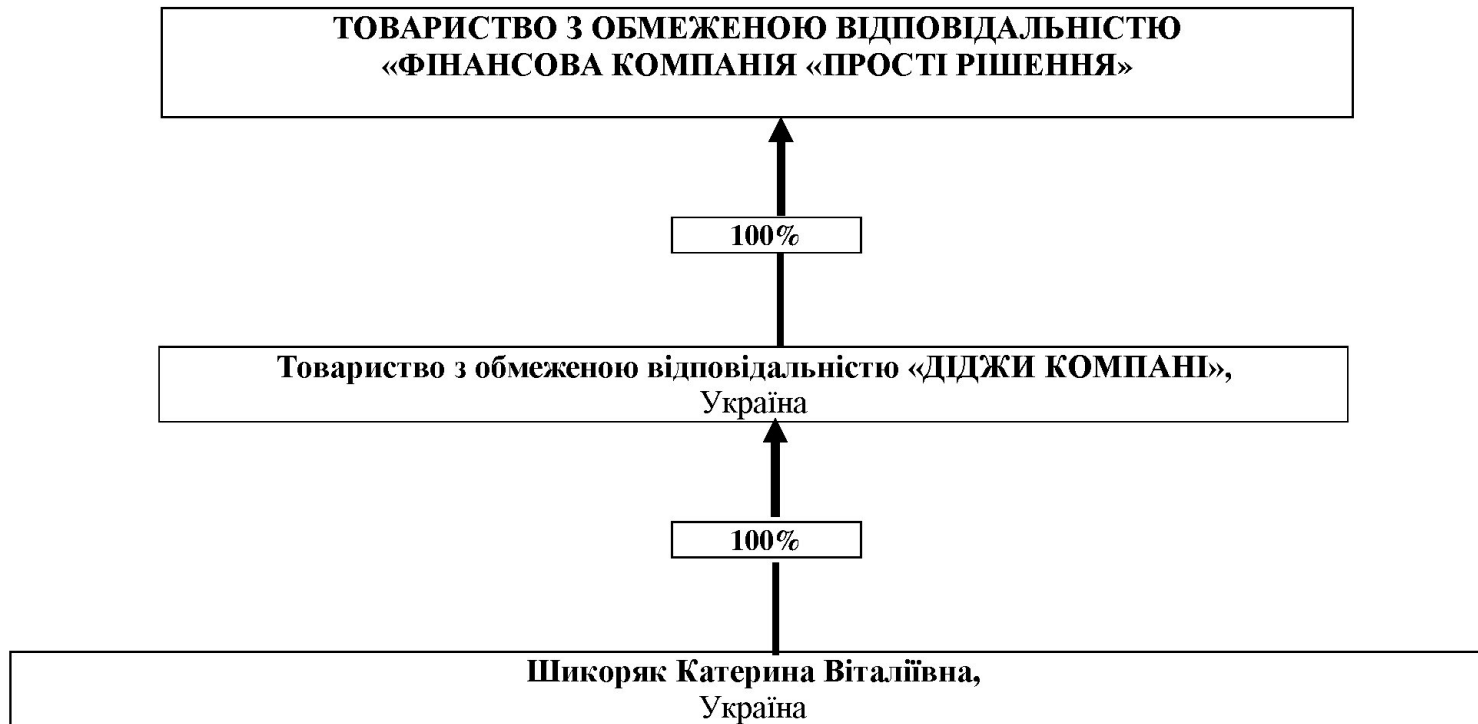 ТОВАРИСТВО З ОБМЕЖЕНОЮ ВІДПОВІДАЛЬНІСТЮ
«ФІНАНСОВА КОМПАНІЯ «ПРОСТІ РІШЕННЯ»
100%
Товариство з обмеженою відповідальністю «ДІДЖИ КОМПАНІ»,
Україна
100%
Шикоряк Катерина Віталіївна,
Україна